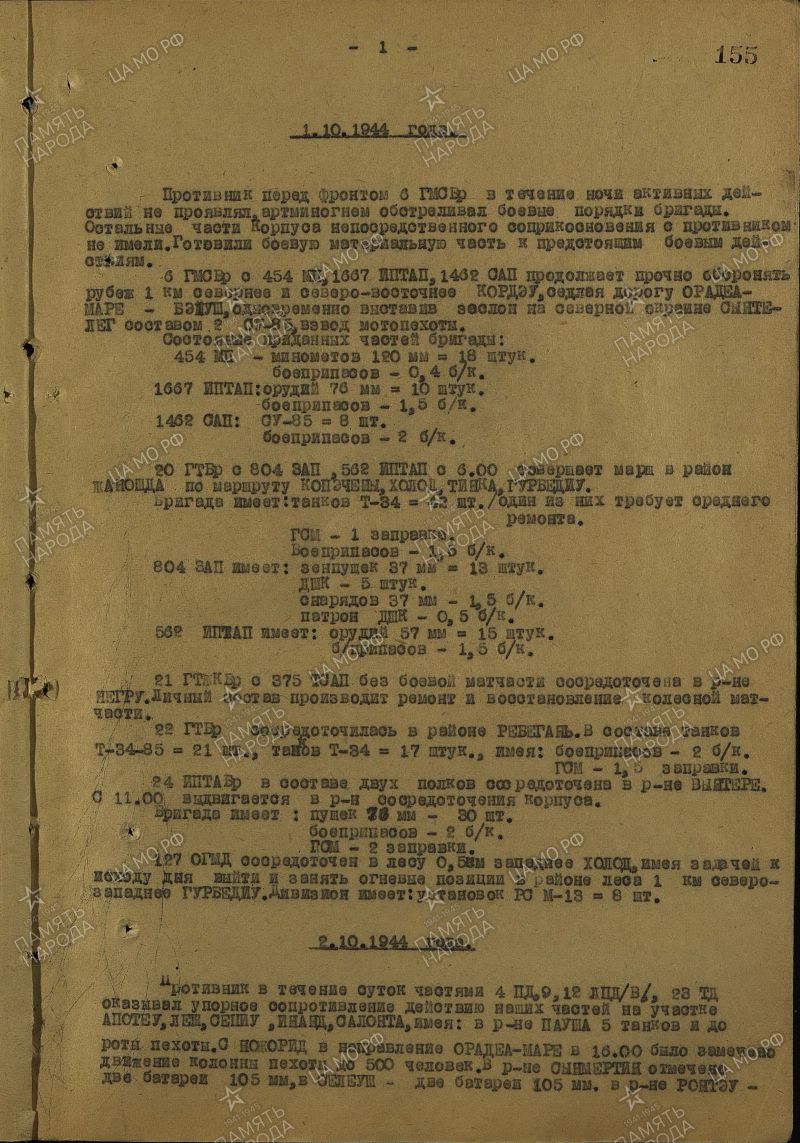 - 1 -
155
1.10.1944 года.
Противник перед фронтом 6 ГМСБр в течение ночи активных дей-
ствий не проявлял, артминогнем обстреливал боевые порядки бригады.
Остальные части Корпуса непосредственного соприкосновения с противником
не имели. Готовили боевую материальную часть к предстоящим боевым дей-
ствиям.
6 ГМСБр с 454 МП, 1667 ИПТАП, 1462 САП продолжает прочно оборонять
рубеж 1 км севернее и северо-восточнее КОРДЭУ, седлая дорогу ОРАДЕА-
МАРЕ - БЭЙУШ, одновременно выставив заслон на северной окраине СЫНТЕ-
ЛЕГ составом 2 СУ-85, взвод мотопехоты.
Состояние приданных частей бригады:
454 МП - минометов 120 мм = 18 штук.
боеприпасов - 0,4 б/к.
1667 ИПТАП: орудий 76 мм = 10 штук.
боеприпасов - 1,5 б/к.
1462 САП: СУ-85 = 8 шт.
боеприпасов - 2 б/к.
20 ГТБр с 804 ЗАП, 562 ИПТАП с 6.00 совершает марш в район
ЖАНОШДА по маршруту КОПЭЧЕНЫ, ХОЛОД, ТИНКА, ГУРБЕДИУ.
Бригада имеет: танков Т-34 = шт. /один из них требует среднего
ремонта.
ГСМ - 1 заправка.
Боеприпасов - 1,5 б/к.
804 ЗАП имеет: зенпушек 37 мм = 13 штук.
ДШК - 5 штук.
снарядов 37 мм - 1,5 б/к.
патрон ДШК - 0,5 б/к.
562 ИПТАП имеет: орудий 57 мм = 15 штук.
б/припасов - 1,5 б/к.
21 ГТЯЖБр с 375 ТСАП без боевой матчасти сосредоточена в р-не
НЕГРУ. Личный состав производит ремонт и восстановление колесной мат-
части.
22 ГТБр сосредоточилась в районе РЕБЕГАНЬ. В составе танков
Т-34-85 = 21 шт., танков Т-34 = 17 штук., имея: боеприпасов - 2 б/к.
ГСМ - 1,5 заправки.
24 ИПТАБр в составе двух полков сосредоточена в р-не ВЫНТЕРЕ.
С 11.00 выдвигается в р-н сосредоточения корпуса.
Бригада имеет : пушек 76 мм - 30 шт.
боеприпасов - 2 б/к.
ГСМ - 2 заправки.
127 ОГМД сосредоточен в лесу 0,5км западнее ХОЛОД, имея задачей к
исходу дня выйти и занять огневые позиции в районе леса 1 км северо-
западнее ГУРБЕДИУ. Дивизион имеет: установок РС М-13 = 8 шт.
2.10.1944 года.
Противник в течение суток частями 4 ПД, 9, 12 ЛПД/В/, 23 ТД
оказывал упорное сопротивление действию наших частей на участке
АПОТЕУ, ЛЕШ, СЕПИУ, ИНАНД, САЛОНТА, имея: в р-не ПАУША 5 танков и до
роты пехоты. С НОЮРИД в направление ОРАДЕА-МАРЕ в 16.00 было замечено
движение колонны пехоты до 500 человек. В р-не СЫНМЕРТИН отмечено
две батареи 105 мм, в ЗЕЛЕУШ - две батареи 105 мм. в р-не РОНТЭУ -